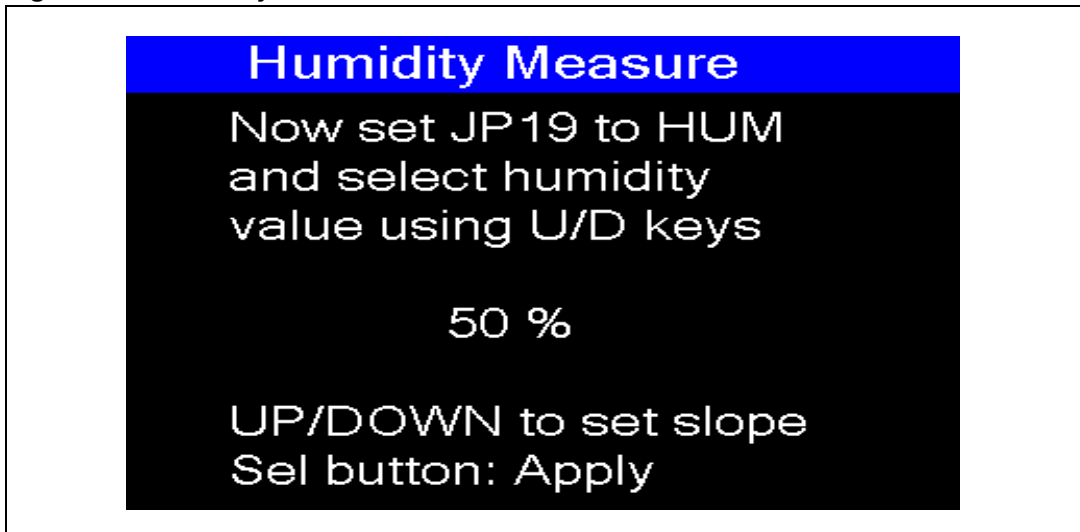 Humidity Measure
Now set JP19 to HUM
and select humidity
value using U/D keys
50 %
UP/DOWN to set slope
Sel button: Apply